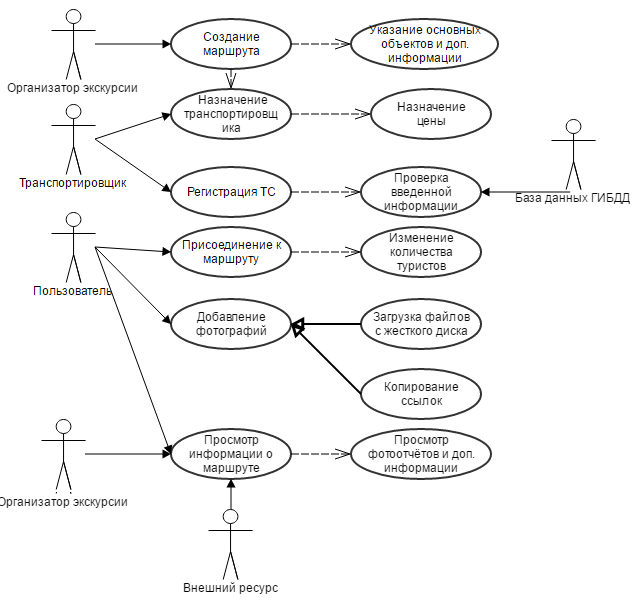 Создание
маршрута
Указание основных
объектов и доп.
информации
Организатор экскурсии
Назначение
транспортировщ
ика
Назначение
цены
Транспортировщик
Регистрация ТС
Проверка
введенной
информации
База данных ГИБДД
Присоединение к
маршруту
Изменение
количества
туристов
Пользователь
Добавление
фотографий
Загрузка файлов
с жесткого диска
Копирование
ссылок
Просмотр
информации о
маршруте
Просмотр
фотоотчётов и доп.
информации
Организатор экскурсии
Внешний ресурс